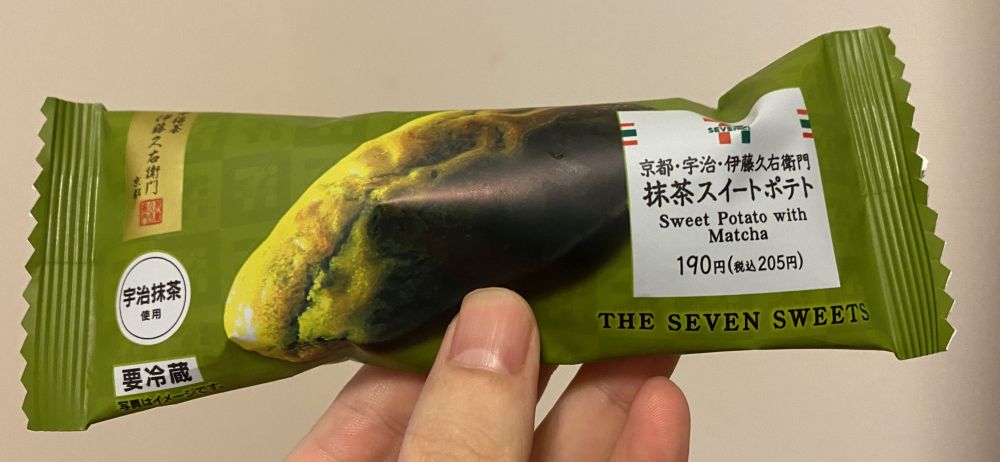 伊藤久右衛門
京都
宇治抹茶
使用
要冷蔵
写真はイメージです。
SEVEN
京都・宇治・伊藤久右衛門
抹茶スイートポテト
Sweet Potato with
Matcha
190円(税込205円)
THE SEVEN SWEETS